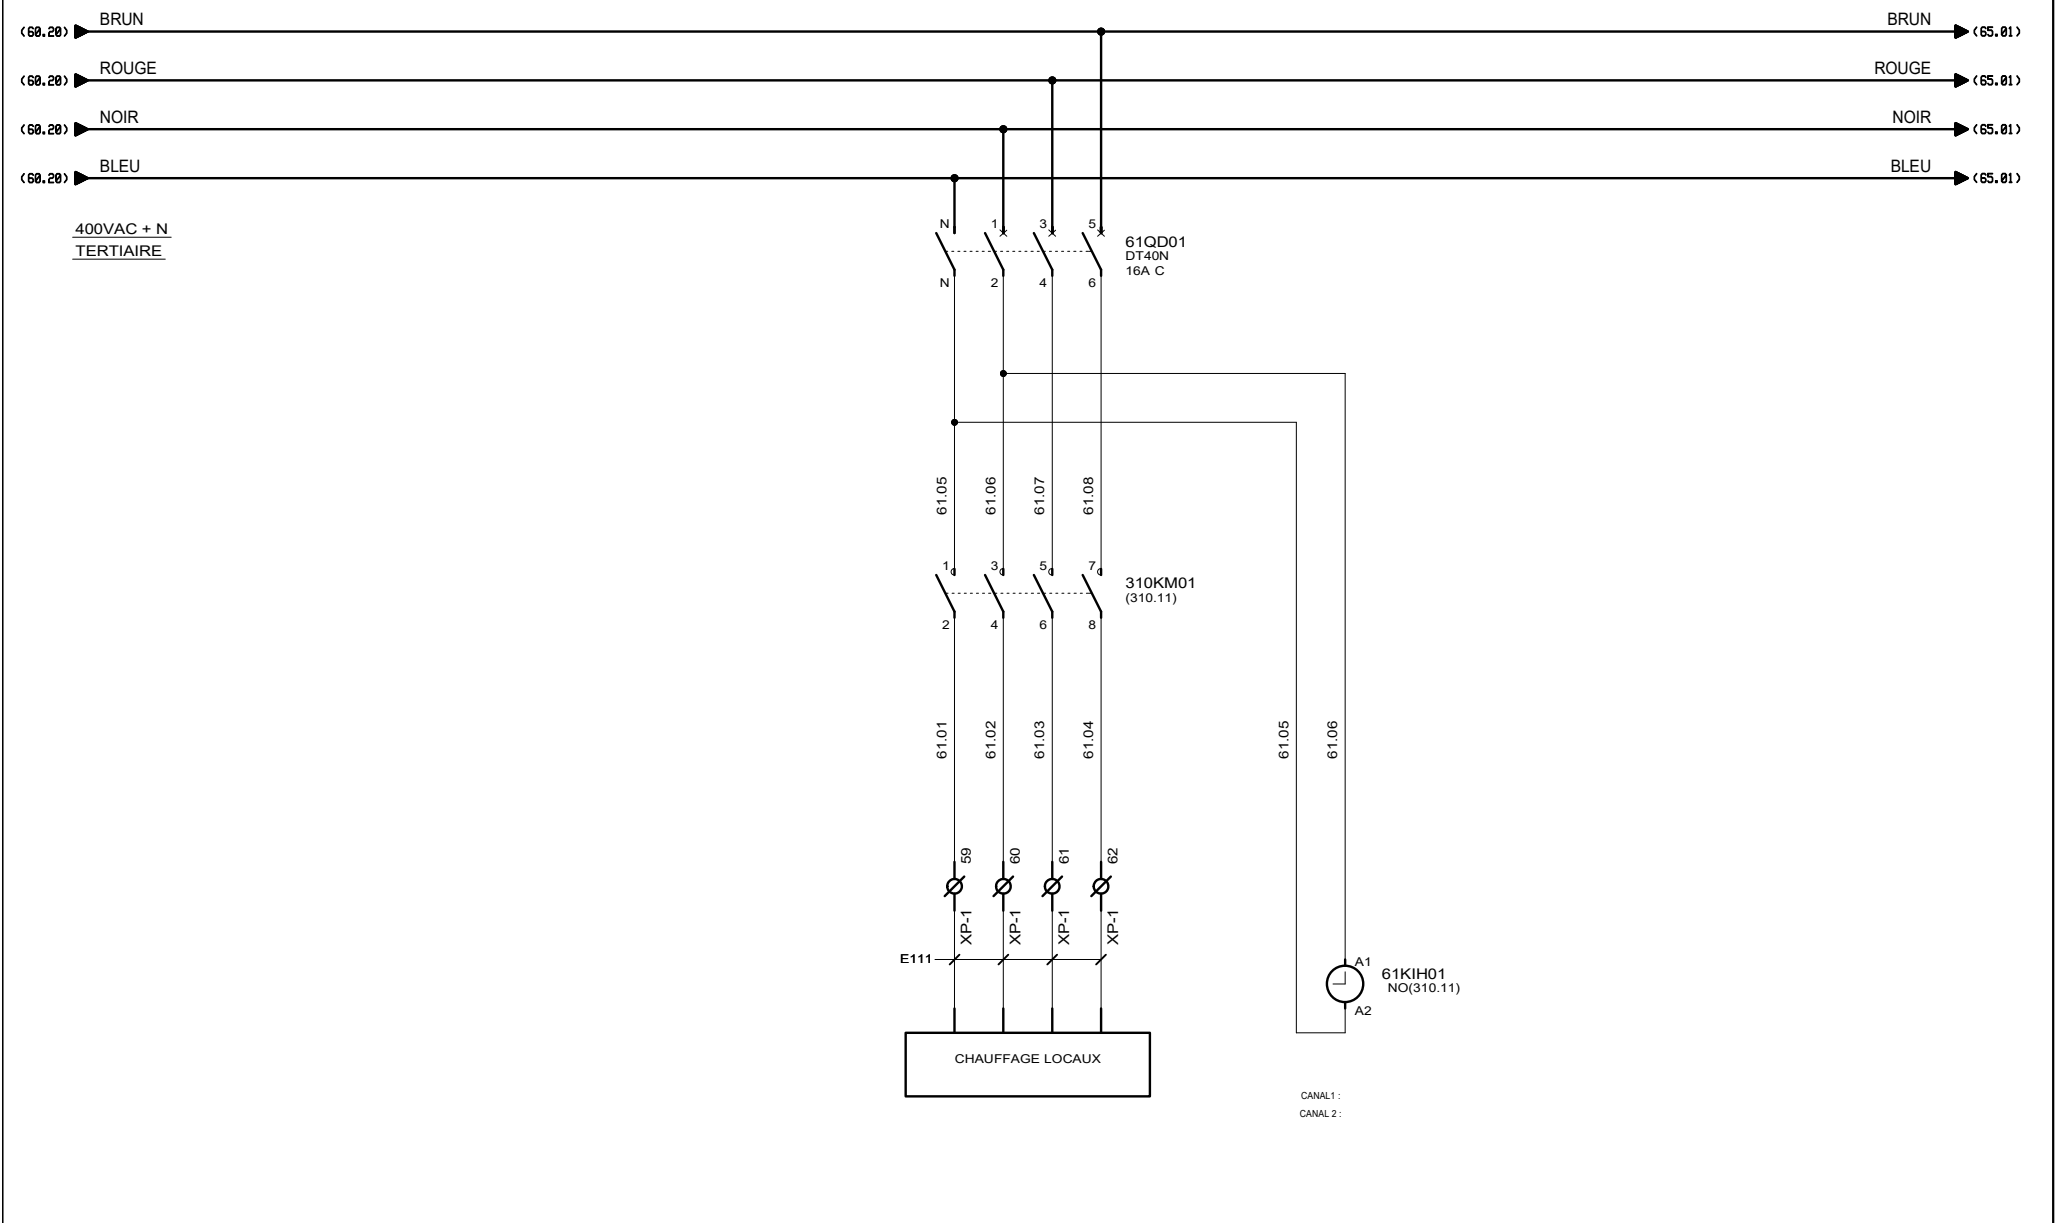 BRUN BRUN
(60.20) (65.01)
ROUGE ROUGE
(60.20) (65.01)
NOIR NOIR
(60.20) (65.01)
BLEU BLEU
(60.20) (65.01)
400VAC + N
TERTIAIRE
N 1 3 5
61QD01
DT40N
16A C
N 2 4 6
61.05 61.06 61.07 61.08
1 3 5 7
310KM01
(310.11)
2 4 6 8
61.01 61.02 61.03 61.04 61.05 61.06
59 60 61 62
XP-1 XP-1 XP-1 XP-1
E111
A1
61KIH01
NO(310.11)
A2
CHAUFFAGE LOCAUX
CANAL1 :
CANAL 2 :